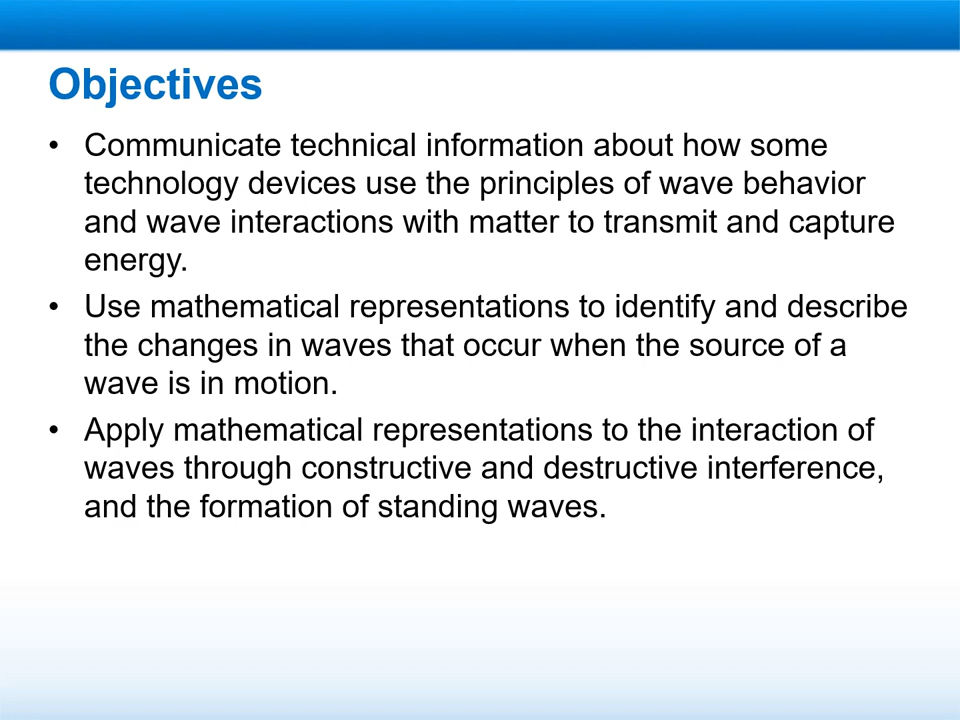 Objectives
• Communicate technical information about how some
technology devices use the principles of wave behavior
and wave interactions with matter to transmit and capture
energy.
• Use mathematical representations to identify and describe
the changes in waves that occur when the source of a
wave is in motion.
• Apply mathematical representations to the interaction of
waves through constructive and destructive interference,
and the formation of standing waves.